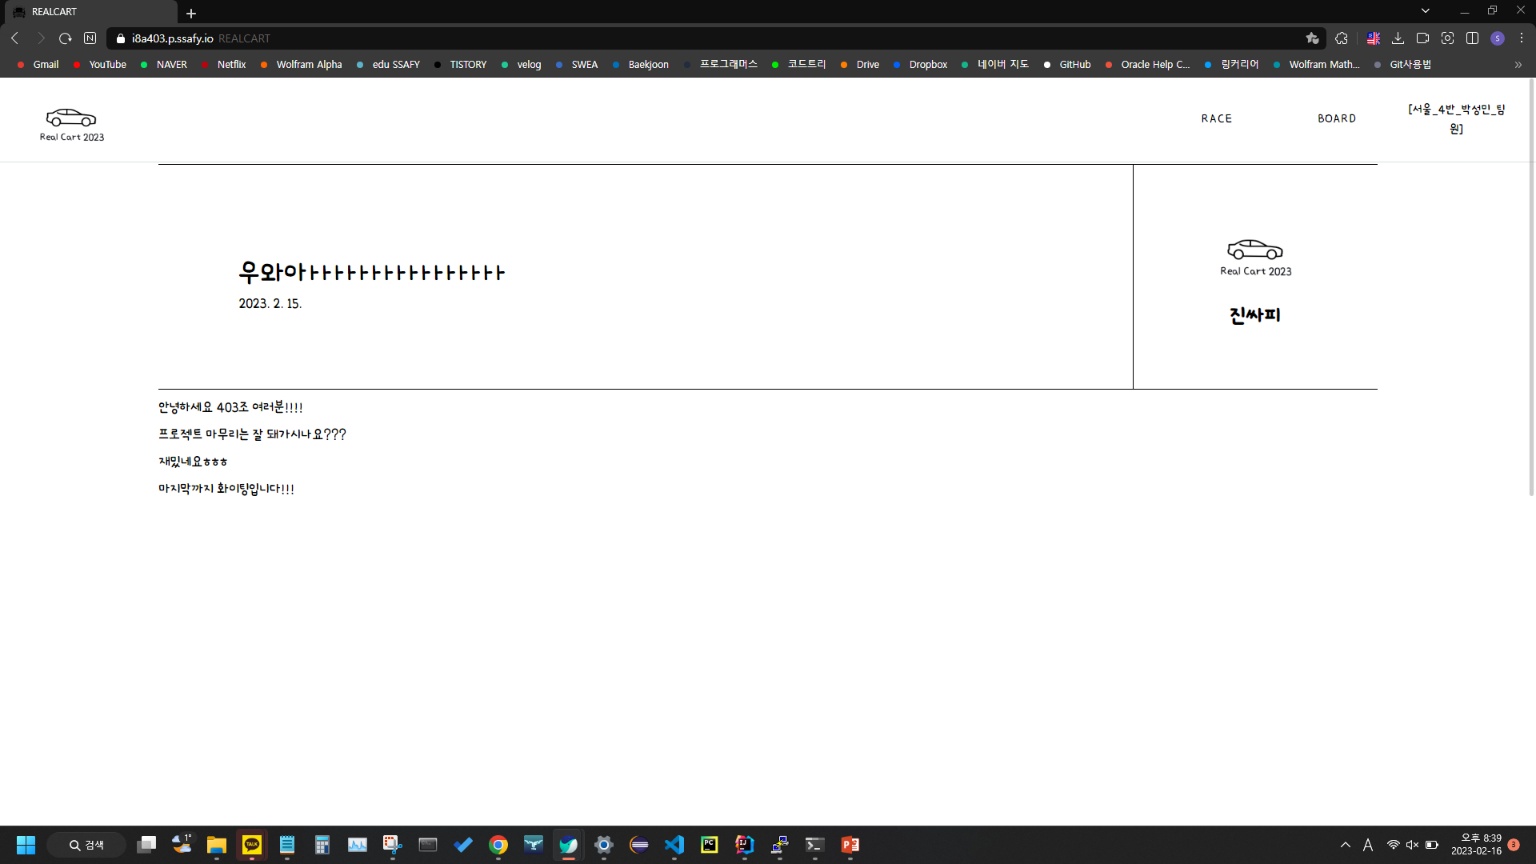 REALCART
i8a403.p.ssafy.io REALCART
Gmail YouTube NAVER Netflix Wolfram Alpha edu SSAFY TISTORY velog SWEA Baekjoon 프로그래머스 코드트리 Drive Dropbox 네이버 지도 GitHub Oracle Help C... 링커리어 Wolfram Math... Git사용법 »
Real Cart 2023
RACE BOARD [서울_4반_박성민_팀
원]
우와아ㅏㅏㅏㅏㅏㅏㅏㅏㅏㅏㅏㅏㅏㅏㅏㅏ
2023. 2. 15.
Real Cart 2023
진싸피
안녕하세요 403조 여러분!!!!
프로젝트 마무리는 잘 돼가시나요???
재밌네요ㅎㅎㅎ
마지막까지 화이팅입니다!!!
검색 1° TALK PC IJ A 오후 8:39
2023-02-16 3